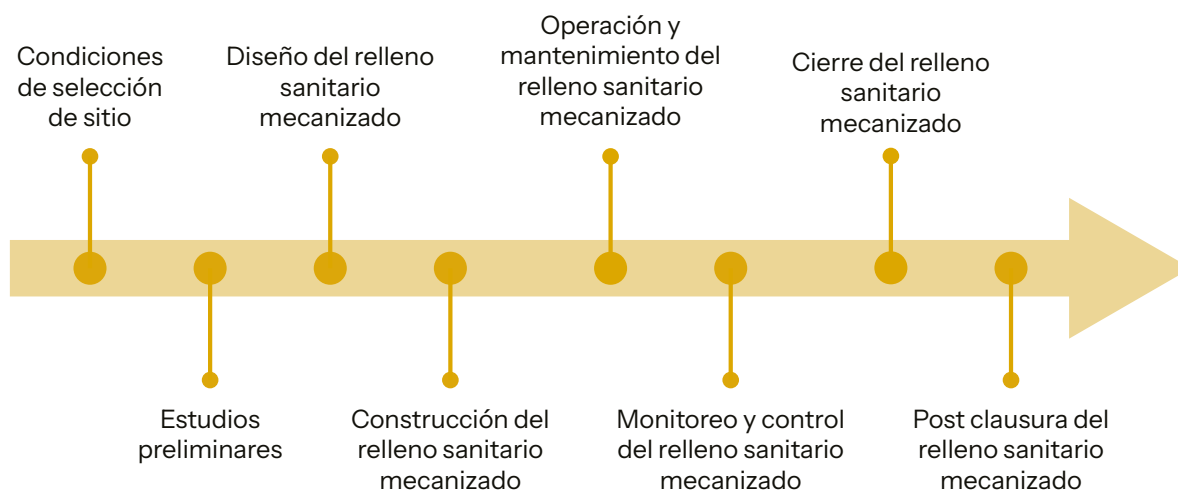 Condiciones
de selección
de sitio
Estudios
preliminares
Diseño del relleno
sanitario
mecanizado
Construcción del
relleno sanitario
mecanizado
Operación y
mantenimiento del
relleno sanitario
mecanizado
Monitoreo y control
del relleno sanitario
mecanizado
Cierre del relleno
sanitario
mecanizado
Post clausura del
relleno sanitario
mecanizado